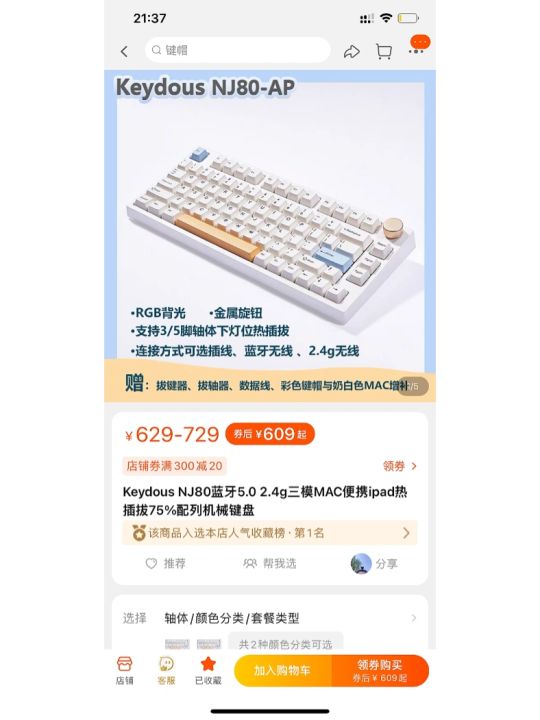 21:37
键帽
Keydous NJ80-AP
•RGB背光 •金属旋钮
•支持3/5脚轴体下灯位热插拔
•连接方式可选插线、蓝牙无线 、2.4g无线
赠：拔键器、拔轴器、数据线、彩色键帽与奶白色MAC增补
/5
¥629-729 券后¥609起
店铺券满300减20 领券
Keydous NJ80蓝牙5.0 2.4g三模MAC便携ipad热
插拔75%配列机械键盘
该商品入选本店人气收藏榜·第1名
推荐 帮我选 分享
选择 轴体/颜色分类/套餐类型
共2种颜色分类可选
店铺 客服 已收藏 加入购物车 领券购买
券后¥609起